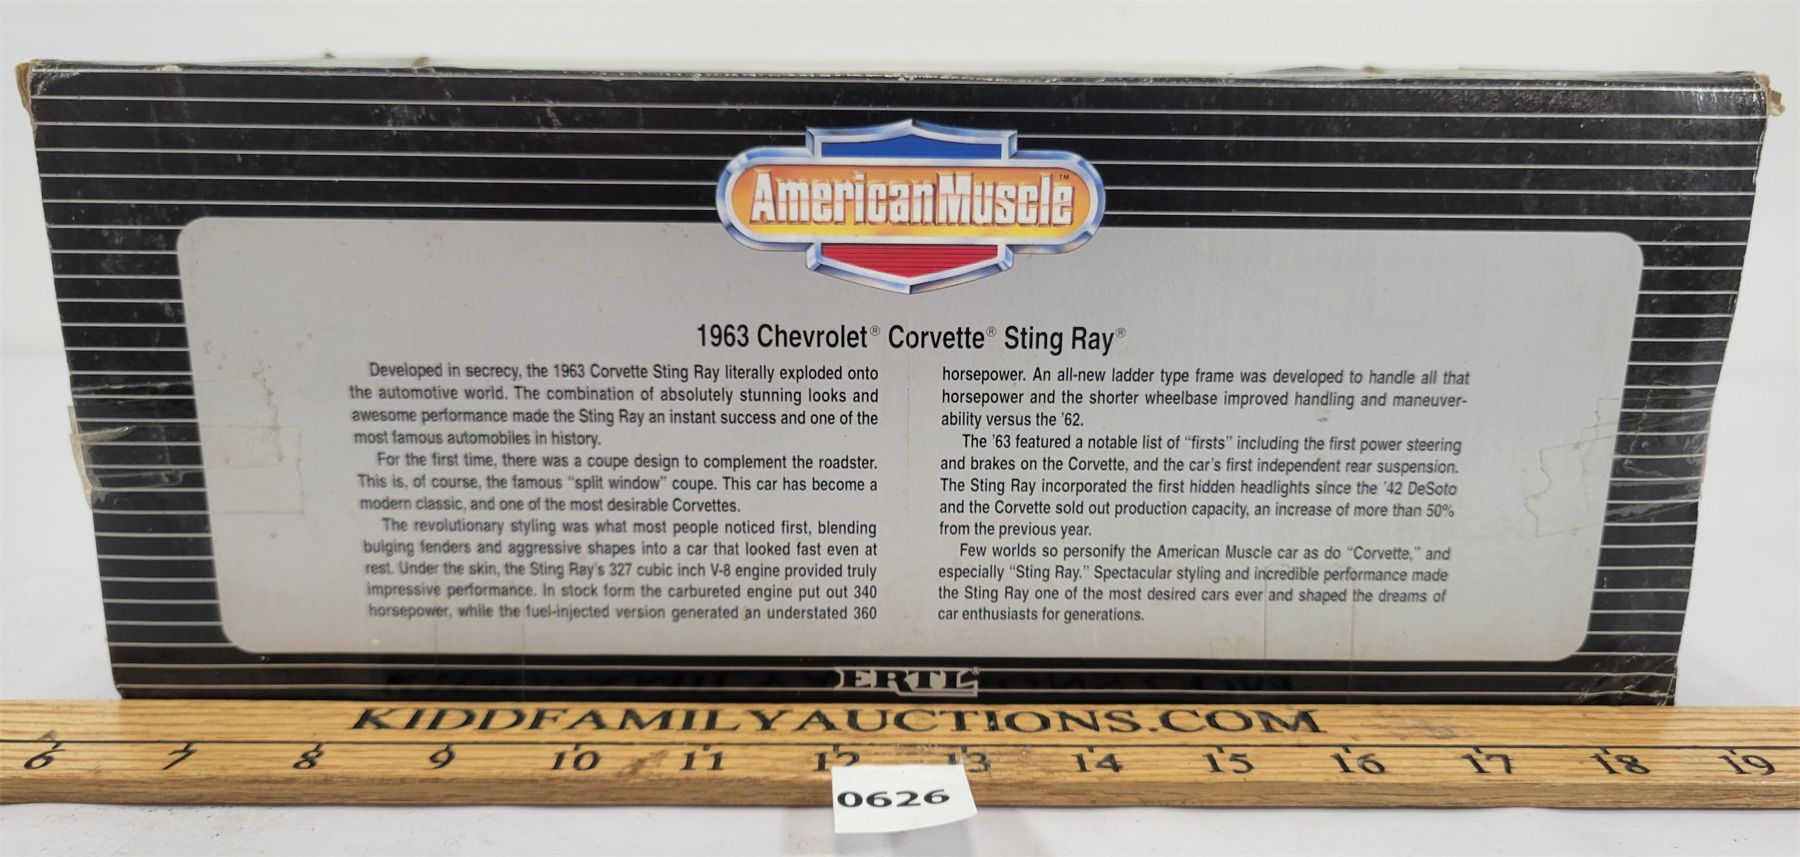 AmericanMuscle™
1963 Chevrolet® Corvette® Sting Ray®
Developed in secrecy, the 1963 Corvette Sting Ray literally exploded onto
the automotive world. The combination of absolutely stunning looks and
awesome performance made the Sting Ray an instant success and one of the
most famous automobiles in history.
For the first time, there was a coupe design to complement the roadster.
This is, of course, the famous “split window” coupe. This car has become a
modern classic, and one of the most desirable Corvettes.
The revolutionary styling was what most people noticed first, blending
bulging fenders and aggressive shapes into a car that looked fast even at
rest. Under the skin, the Sting Ray's 327 cubic inch V-8 engine provided truly
impressive performance. In stock form the carbureted engine put out 340
horsepower, while the fuel-injected version generated an understated 360
horsepower. An all-new ladder type frame was developed to handle all that
horsepower and the shorter wheelbase improved handling and maneuver-
ability versus the '62.
The '63 featured a notable list of “firsts” including the first power steering
and brakes on the Corvette, and the car's first independent rear suspension.
The Sting Ray incorporated the first hidden headlights since the '42 DeSoto
and the Corvette sold out production capacity, an increase of more than 50%
from the previous year.
Few worlds so personify the American Muscle car as do “Corvette,” and
especially “Sting Ray.” Spectacular styling and incredible performance made
the Sting Ray one of the most desired cars ever and shaped the dreams of
car enthusiasts for generations.
ERTL®
KIDDFAMILYAUCTIONS.COM
6 7 8 9 10 11 12 13 14 15 16 17 18 19
0626